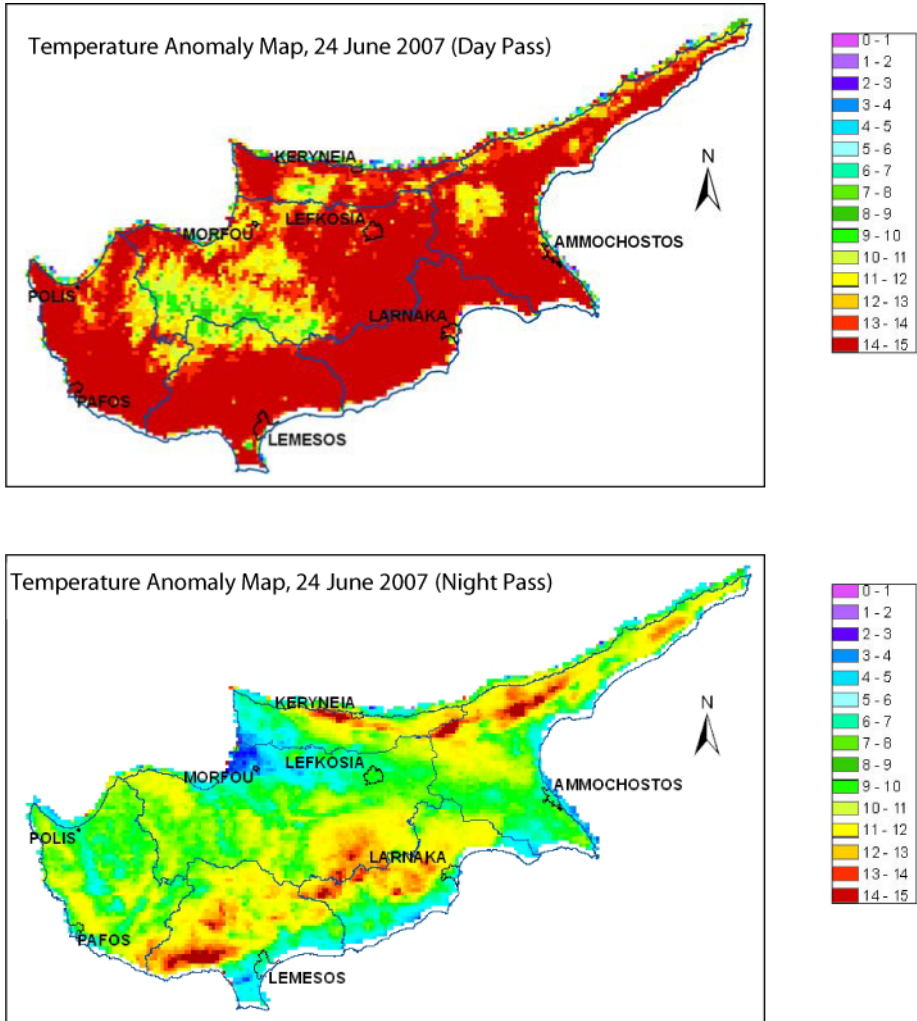 Temperature Anomaly Map, 24 June 2007 (Day Pass)
N
KERYNEIA
LEFKOSIA
MORFOU
AMMOCHOSTOS
POLIS
LARNAKA
PAFOS
LEMESOS
0 - 1
1 - 2
2 - 3
3 - 4
4 - 5
5 - 6
6 - 7
7 - 8
8 - 9
9 - 10
10 - 11
11 - 12
12 - 13
13 - 14
14 - 15
Temperature Anomaly Map, 24 June 2007 (Night Pass)
N
KERYNEIA
LEFKOSIA
MORFOU
AMMOCHOSTOS
POLIS
LARNAKA
PAFOS
LEMESOS
0 - 1
1 - 2
2 - 3
3 - 4
4 - 5
5 - 6
6 - 7
7 - 8
8 - 9
9 - 10
10 - 11
11 - 12
12 - 13
13 - 14
14 - 15